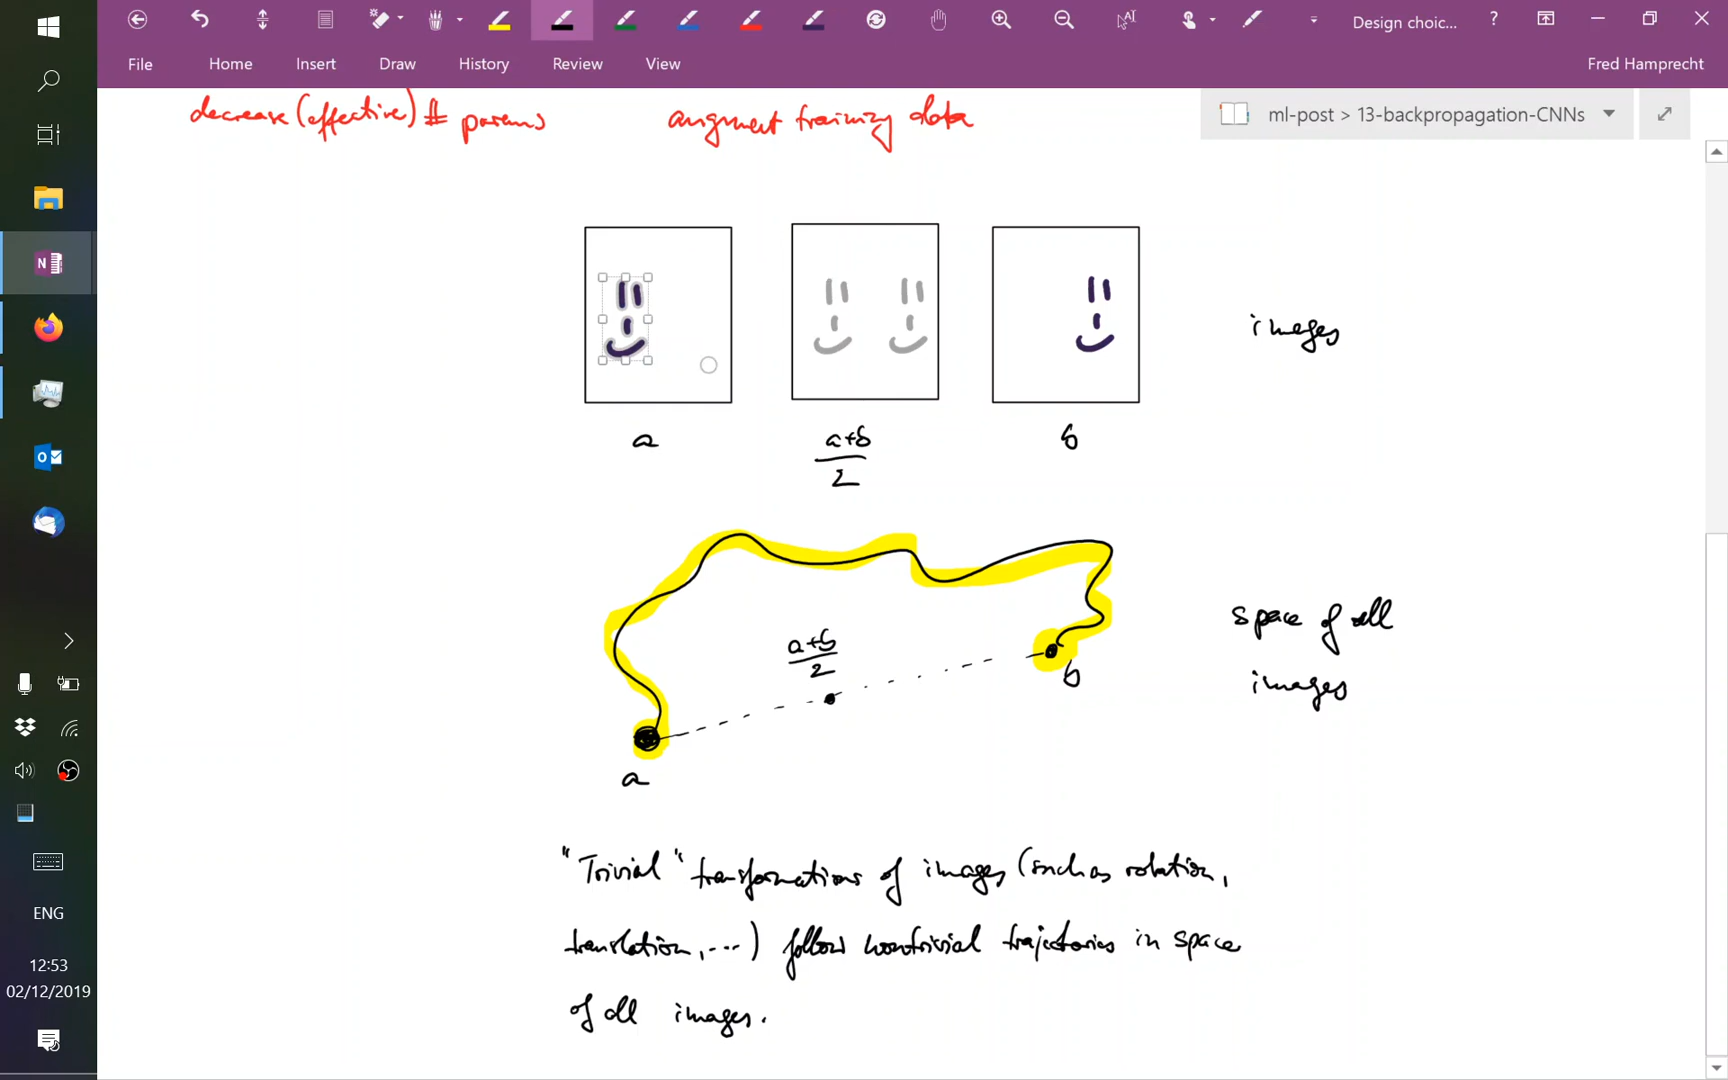 Design choic... ?
File Home Insert Draw History Review View Fred Hamprecht
decrease (effective) # params augment training data
ml-post > 13-backpropagation-CNNs
images
a
a+b
2
b
a+b
2
space of all
b
images
a
"Trivial" transformations of images (such as rotation,
translation, ...) follow nontrivial trajectories in space
of all images.
N
ENG
12:53
02/12/2019